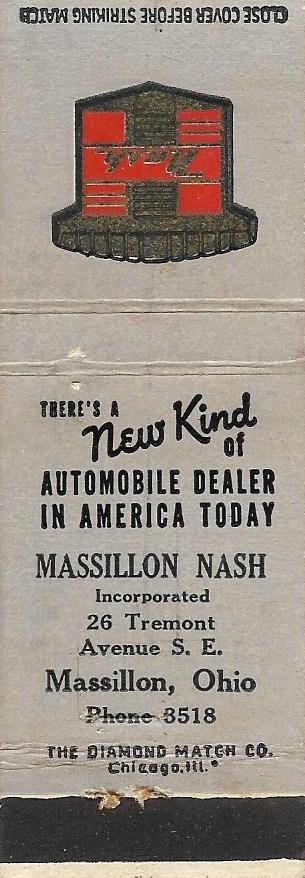 CLOSE COVER BEFORE STRIKING MATCH
Nash
THERE'S A
New Kind
of
AUTOMOBILE DEALER
IN AMERICA TODAY
MASSILLON NASH
Incorporated
26 Tremont
Avenue S. E.
Massillon, Ohio
Phone 3518
THE DIAMOND MATCH CO.
Chicago, Ill.